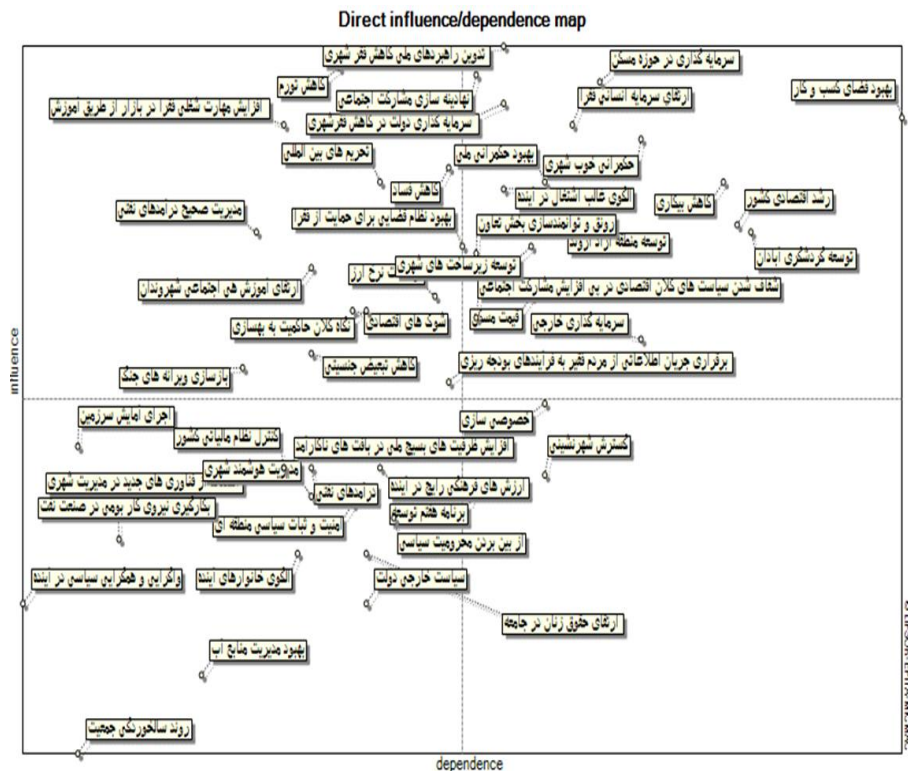 Direct influence/dependence map
تدوین راهبردهای ملی کاهش فقر شهری
سرمایه گذاری در حوزه مسکن
کاهش تورم
بهبود فضای کسب و کار
نهادینه سازی مشارکت اجتماعی
ارتقای سرمایه انسانی فقرا
افزایش مهارت شغلی فقرا در بازار از طریق آموزش
سرمایه گذاری دولت در کاهش فقرشهری
تحریم های بین المللی
بهبود حکمرانی ملی
حکمرانی خوب شهری
کاهش فساد
الگوی غالب اشتغال در آینده
کاهش بیکاری
رشد اقتصادی کشور
مدیریت صحیح درآمدهای نفتی
بهبود نظام قضایی برای حمایت از فقرا
رونق و توانمندسازی بخش تعاون
توسعه منطقه آزاد اروند
توسعه گردشگری آبادان
توسعه زیرساخت های شهری
نرخ ارز
ارتقای آموزش هی اجتماعی شهروندان
شفاف شدن سیاست های کلان اقتصادی در پی افزایش مشارکت اجتماعی
قیمت مسکن
سرمایه گذاری خارجی
شوک های اقتصادی
نگاه کلان حاکمیت به بهسازی
کاهش تبعیض جنسیتی
برقراری جریان اطلاعاتی از مردم فقیر به فرآیندهای بودجه ریزی
بازسازی ویرانه های جنگ
influence
اجرای آمایش سرزمین
خصوصی سازی
کنترل نظام مالیاتی کشور
افزایش ظرفیت های بسیج ملی در بافت های ناکارآمد
گسترش شهرنشینی
مدیریت هوشمند شهری
از فناوری های جدید در مدیریت شهری
درآمدهای نفتی
ارزش های فرهنگی رایج در آینده
بکارگیری نیروی کار بومی در صنعت نفت
برنامه هفتم توسعه
امنیت و ثبات سیاسی منطقه ای
از بین بردن محرومیت سیاسی
واگرایی و همگرایی سیاسی در آینده
الگوی خانوارهای آینده
سیاست خارجی دولت
ارتقای حقوق زنان در جامعه
بهبود مدیریت منابع آب
روند سالخوردگی جمعیت
dependence